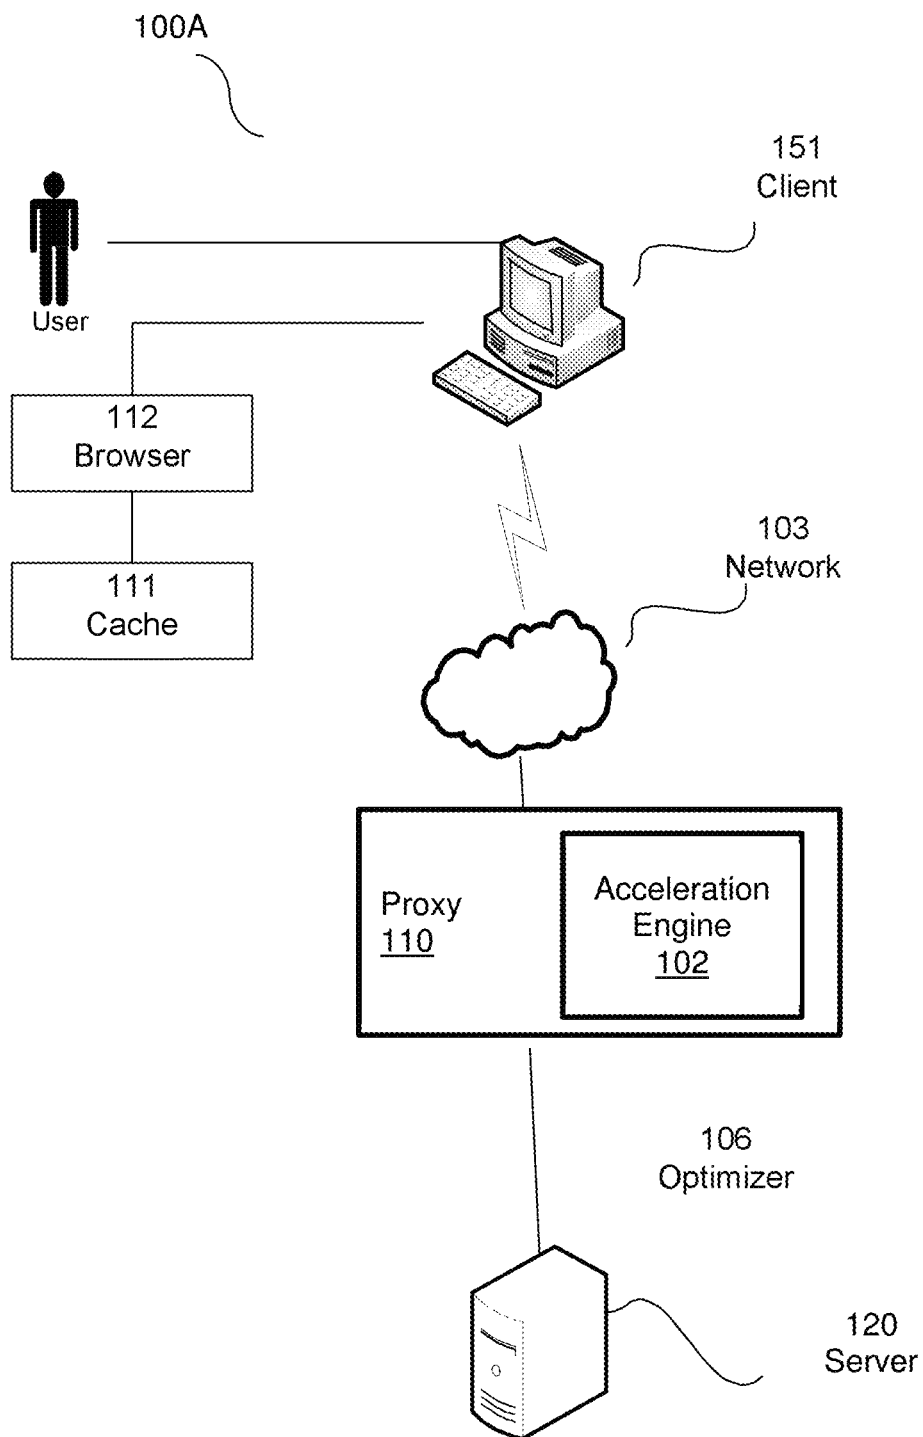 100A
151
Client
User
112
Browser
111
Cache
103
Network
Proxy
110
Acceleration
Engine
102
106
Optimizer
120
Server